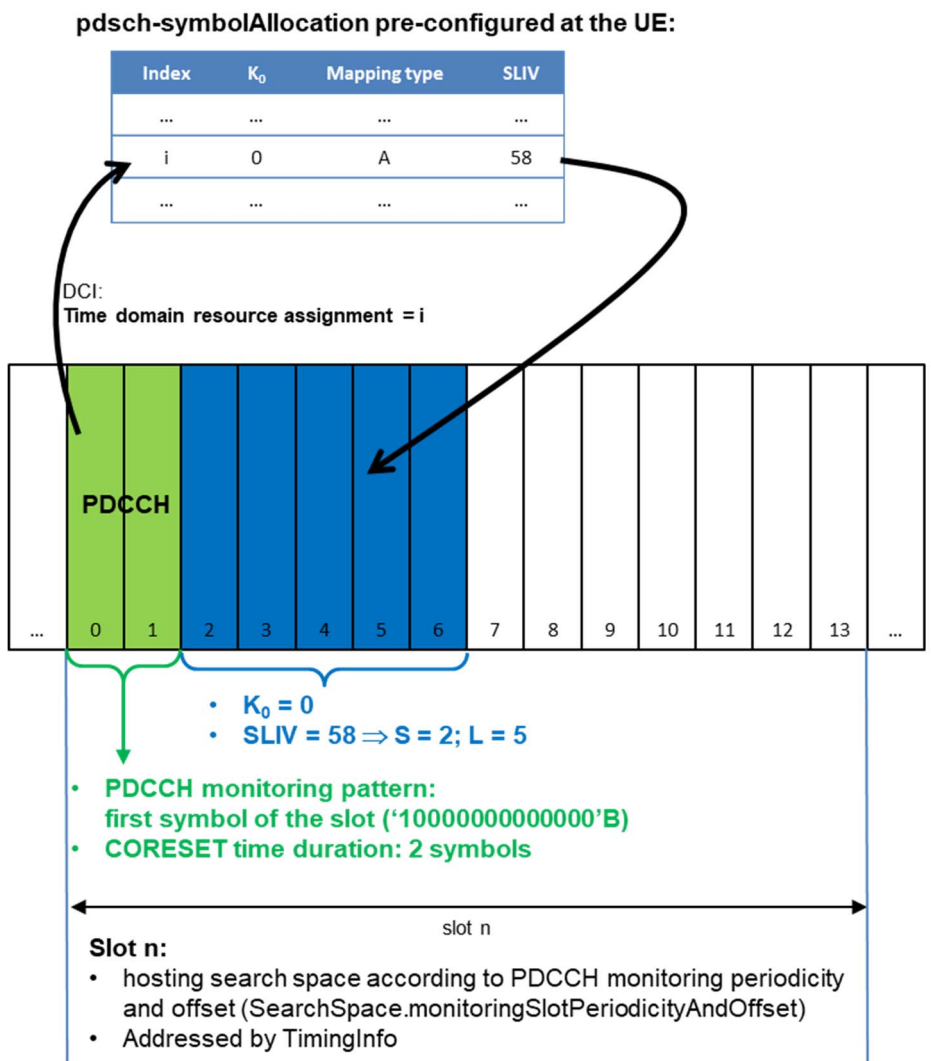 pdsch-symbolAllocation pre-configured at the UE:
Index K₀ Mapping type SLIV
... ... ... ...
i 0 A 58
... ... ... ...
DCI:
Time domain resource assignment = i
PDCCH
... 0 1 2 3 4 5 6 7 8 9 10 11 12 13 ...
• K₀ = 0
• SLIV = 58 ⇒ S = 2; L = 5
• PDCCH monitoring pattern:
first symbol of the slot (‘10000000000000’B)
• CORESET time duration: 2 symbols
slot n
Slot n:
• hosting search space according to PDCCH monitoring periodicity
and offset (SearchSpace.monitoringSlotPeriodicityAndOffset)
• Addressed by TimingInfo